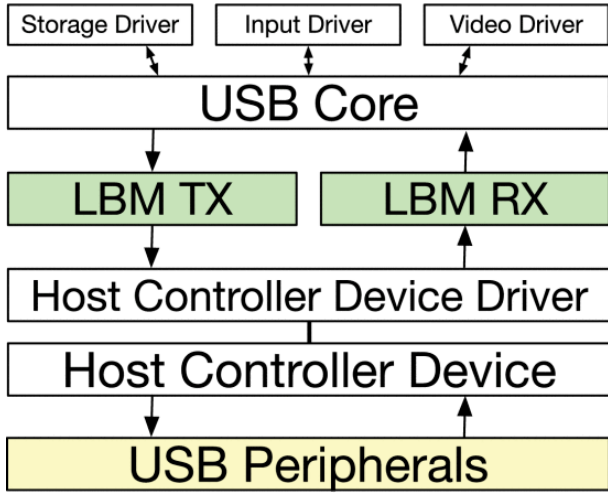 Storage Driver
Input Driver
Video Driver
USB Core
LBM TX
LBM RX
Host Controller Device Driver
Host Controller Device
USB Peripherals